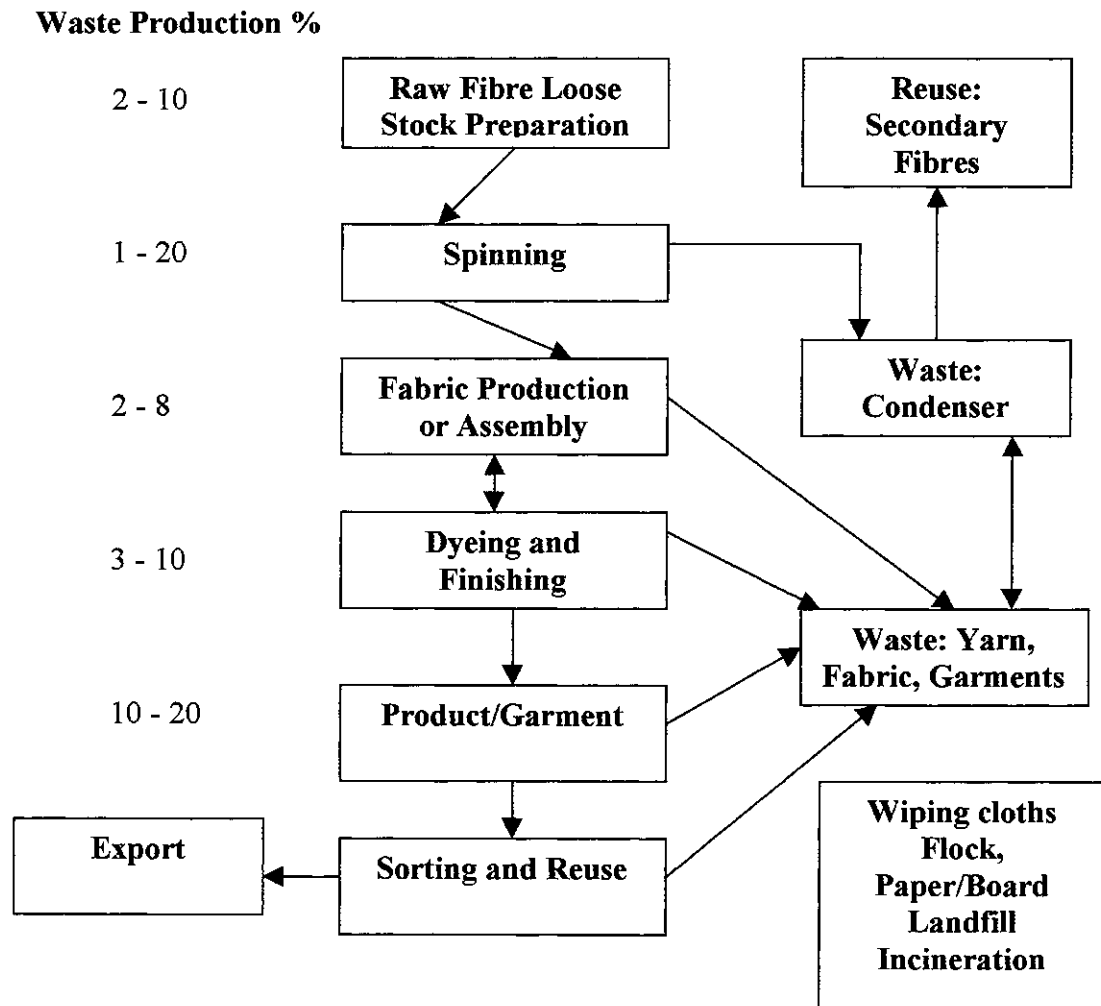 Waste Production %
2 - 10
Raw Fibre Loose
Stock Preparation
Reuse:
Secondary
Fibres
1 - 20
Spinning
2 - 8
Fabric Production
or Assembly
Waste:
Condenser
3 - 10
Dyeing and
Finishing
Waste: Yarn,
Fabric, Garments
10 - 20
Product/Garment
Export
Sorting and Reuse
Wiping cloths
Flock,
Paper/Board
Landfill
Incineration